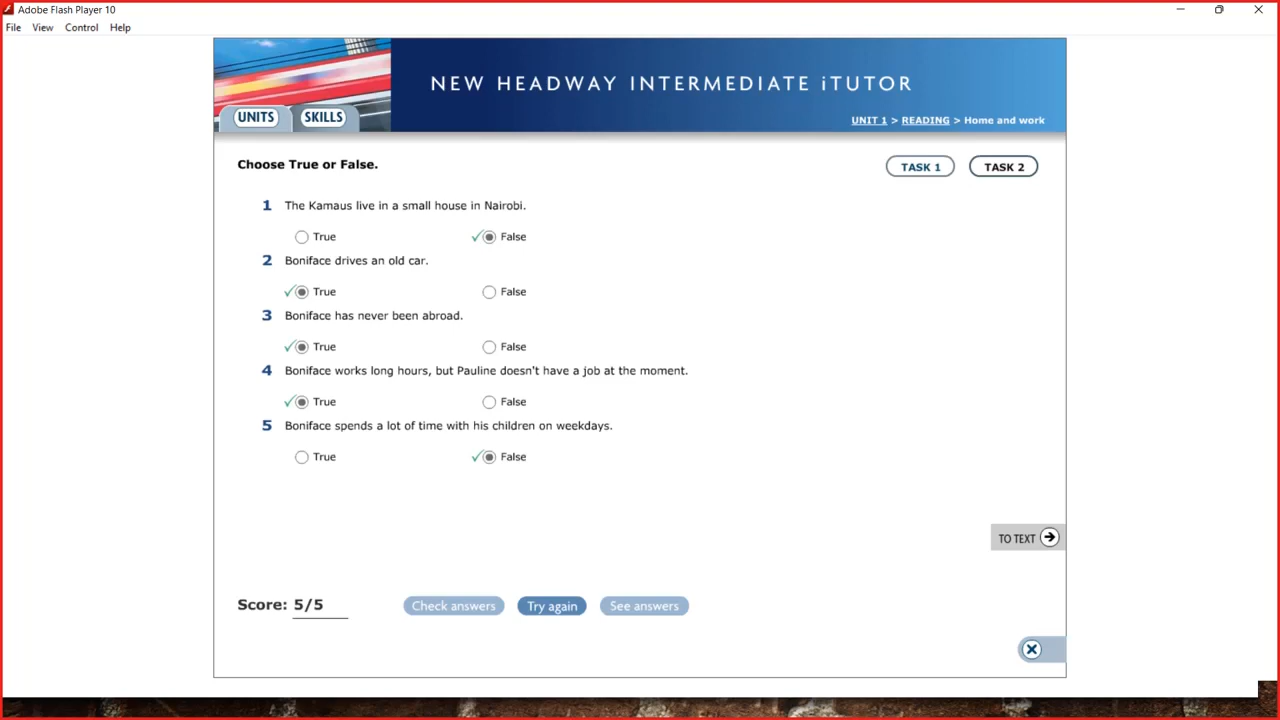 Adobe Flash Player 10
File View Control Help
NEW HEADWAY INTERMEDIATE iTUTOR
UNITS SKILLS
UNIT 1 > READING > Home and work
Choose True or False.
TASK 1 TASK 2
1 The Kamaus live in a small house in Nairobi.
True False
2 Boniface drives an old car.
True False
3 Boniface has never been abroad.
True False
4 Boniface works long hours, but Pauline doesn't have a job at the moment.
True False
5 Boniface spends a lot of time with his children on weekdays.
True False
TO TEXT
Score: 5/5
Check answers Try again See answers